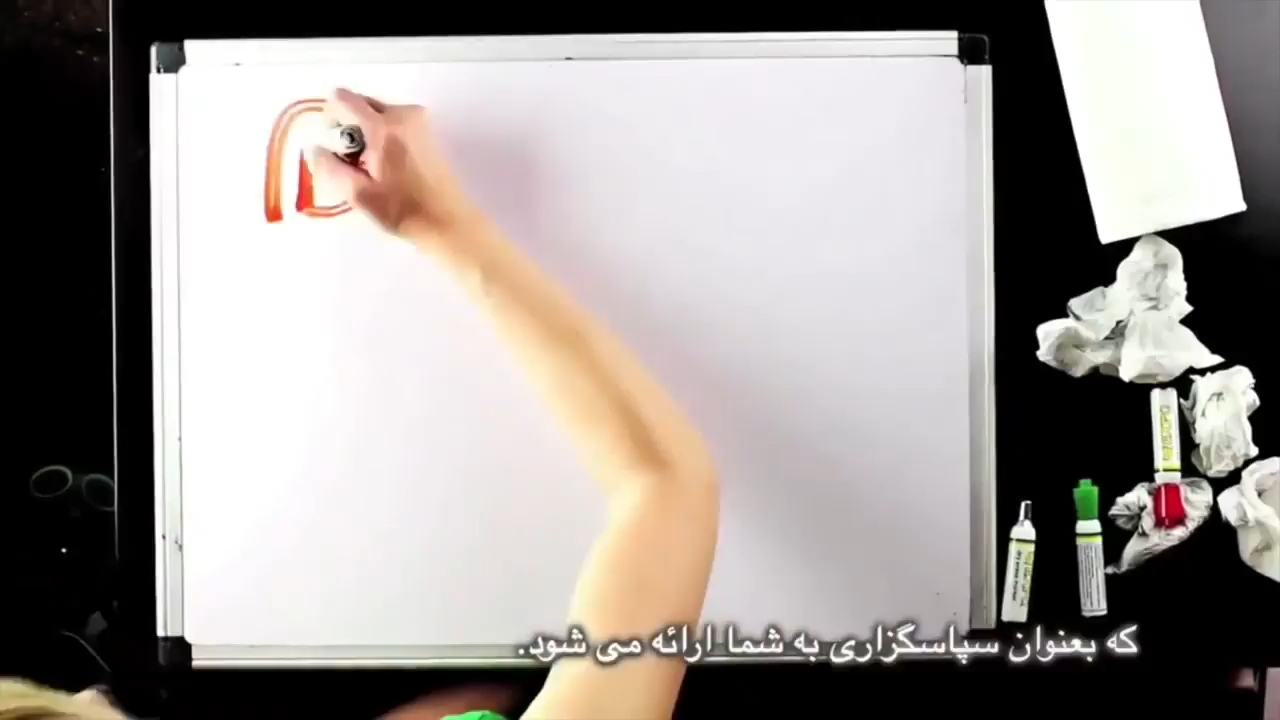 که بعنوان سپاسگزاری به شما ارائه می شود.